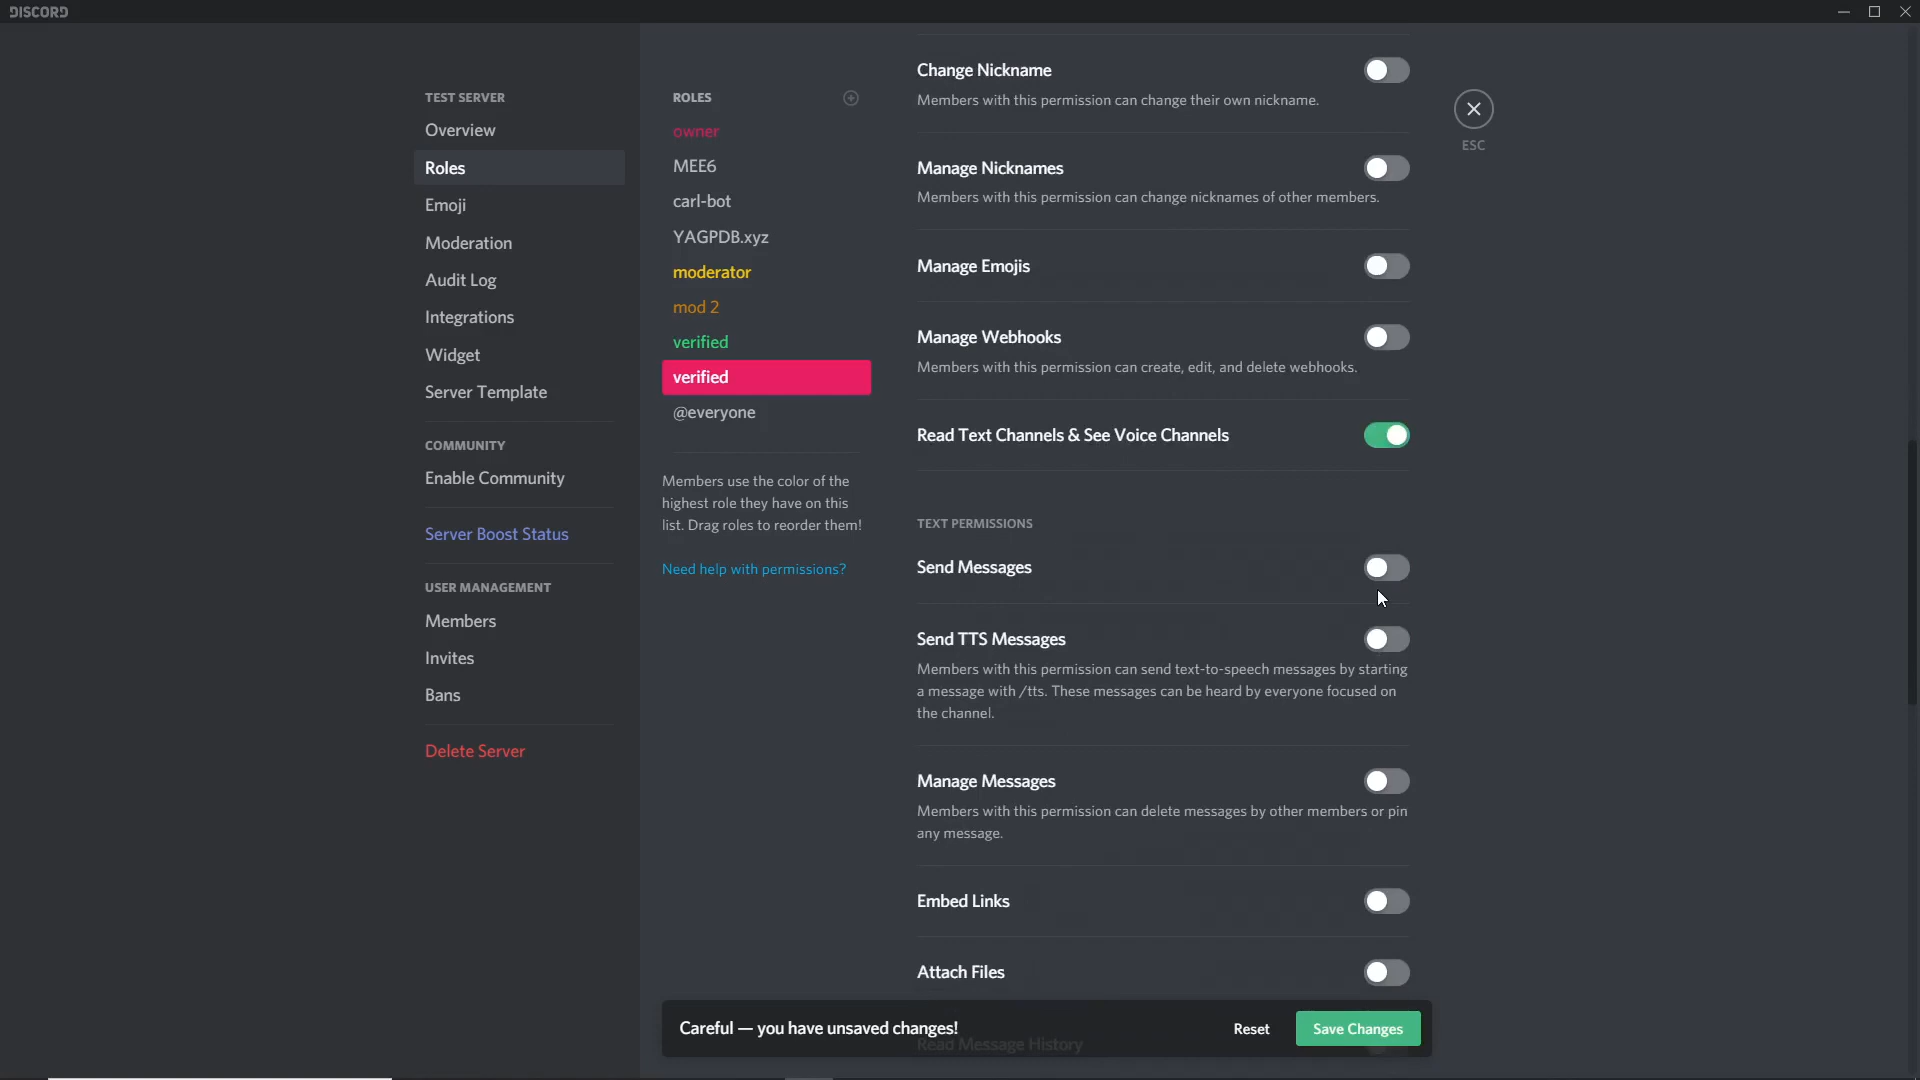 DISCORD
TEST SERVER
Overview
Roles
Emoji
Moderation
Audit Log
Integrations
Widget
Server Template
COMMUNITY
Enable Community
Server Boost Status
USER MANAGEMENT
Members
Invites
Bans
Delete Server
ROLES
owner
MEE6
carl-bot
YAGPDB.xyz
moderator
mod 2
verified
verified
@everyone
Members use the color of the
highest role they have on this
list. Drag roles to reorder them!
Need help with permissions?
Change Nickname
Members with this permission can change their own nickname.
Manage Nicknames
Members with this permission can change nicknames of other members.
Manage Emojis
Manage Webhooks
Members with this permission can create, edit, and delete webhooks.
Read Text Channels & See Voice Channels
TEXT PERMISSIONS
Send Messages
Send TTS Messages
Members with this permission can send text-to-speech messages by starting
a message with /tts. These messages can be heard by everyone focused on
the channel.
Manage Messages
Members with this permission can delete messages by other members or pin
any message.
Embed Links
Attach Files
Careful — you have unsaved changes!
Reset
Save Changes
Read Message History
ESC